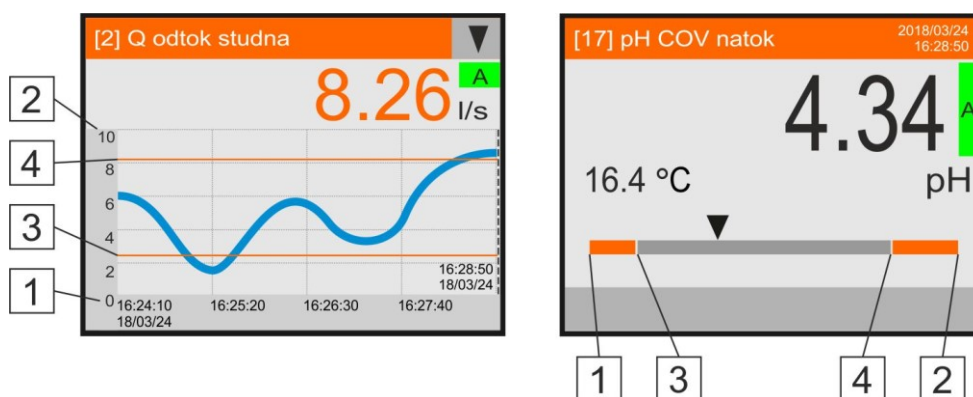 [2] Q odtok studna
8.26
A
l/s
2
4
3
1
10
8
6
4
2
0
16:28:50
18/03/24
16:24:10 16:25:20 16:26:30 16:27:40
18/03/24
[17] pH COV natok
2018/03/24
16:28:50
4.34
A
16.4 °C
pH
1 3 4 2